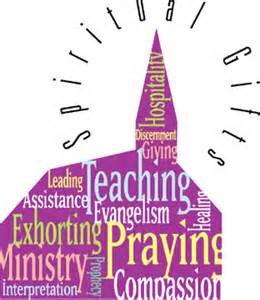 Spiritual Gifts
Hospitality
Discernment
Giving
Leading
Teaching
Assistance
Evangelism
Healing
Exhorting
Praying
Ministry
Prophecy
Interpretation
Compassion